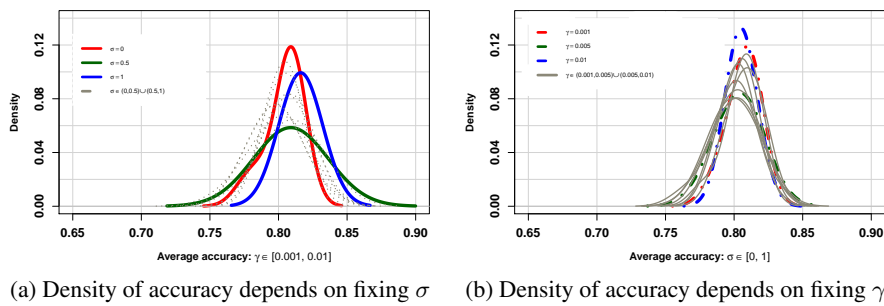 0.12
0.08
0.04
0.00
Density
σ = 0
σ = 0.5
σ = 1
σ ∈ (0,0.5)∪(0.5,1)
0.65 0.70 0.75 0.80 0.85 0.90
Average accuracy: γ ∈ [0.001, 0.01]
(a) Density of accuracy depends on fixing σ
0.12
0.08
0.04
0.00
Density
γ = 0.001
γ = 0.005
γ = 0.01
γ ∈ (0.001,0.005)∪(0.005,0.01)
0.65 0.70 0.75 0.80 0.85 0.90
Average accuracy: σ ∈ [0, 1]
(b) Density of accuracy depends on fixing γ